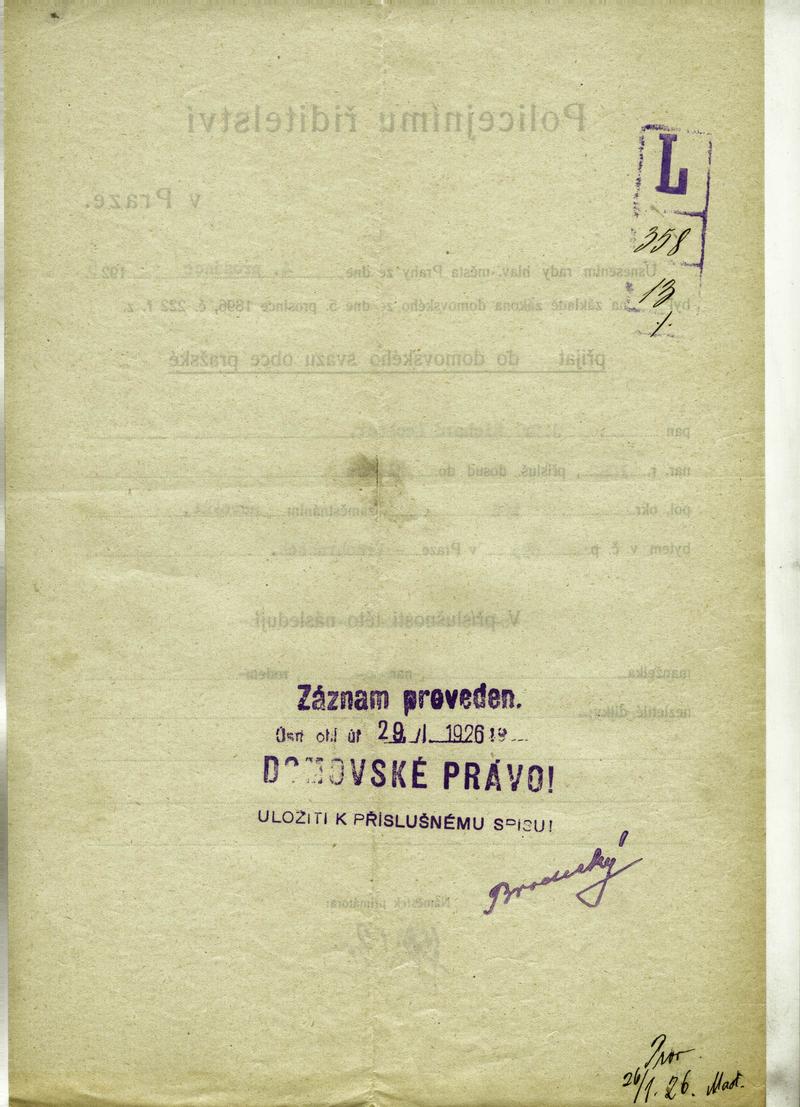 Policejnímu řiditelství
L
v Praze.
358
Usnesením rady hlav. města Prahy ze dne 4. prosince 192
13
byl na základě zákona domovského z dne 5. prosince 1896, č. 222 ř. z.
1.
přijat do domovského svazu obce pražské
pan Richard
nar. r. , přísluš dosud do
pol. okr. zaměstnáním
bytem v č. p. v Praze –
V příslušnosti této následují
manželka , nar. – rodem –
nezletilé dítky:
Záznam proveden.
29/I 1926
DOMOVSKÉ PRÁVO!
ULOŽITI K PŘÍSLUŠNÉMU SPISU!
Brodecký
Náměstek primátora:
26/1. 26.